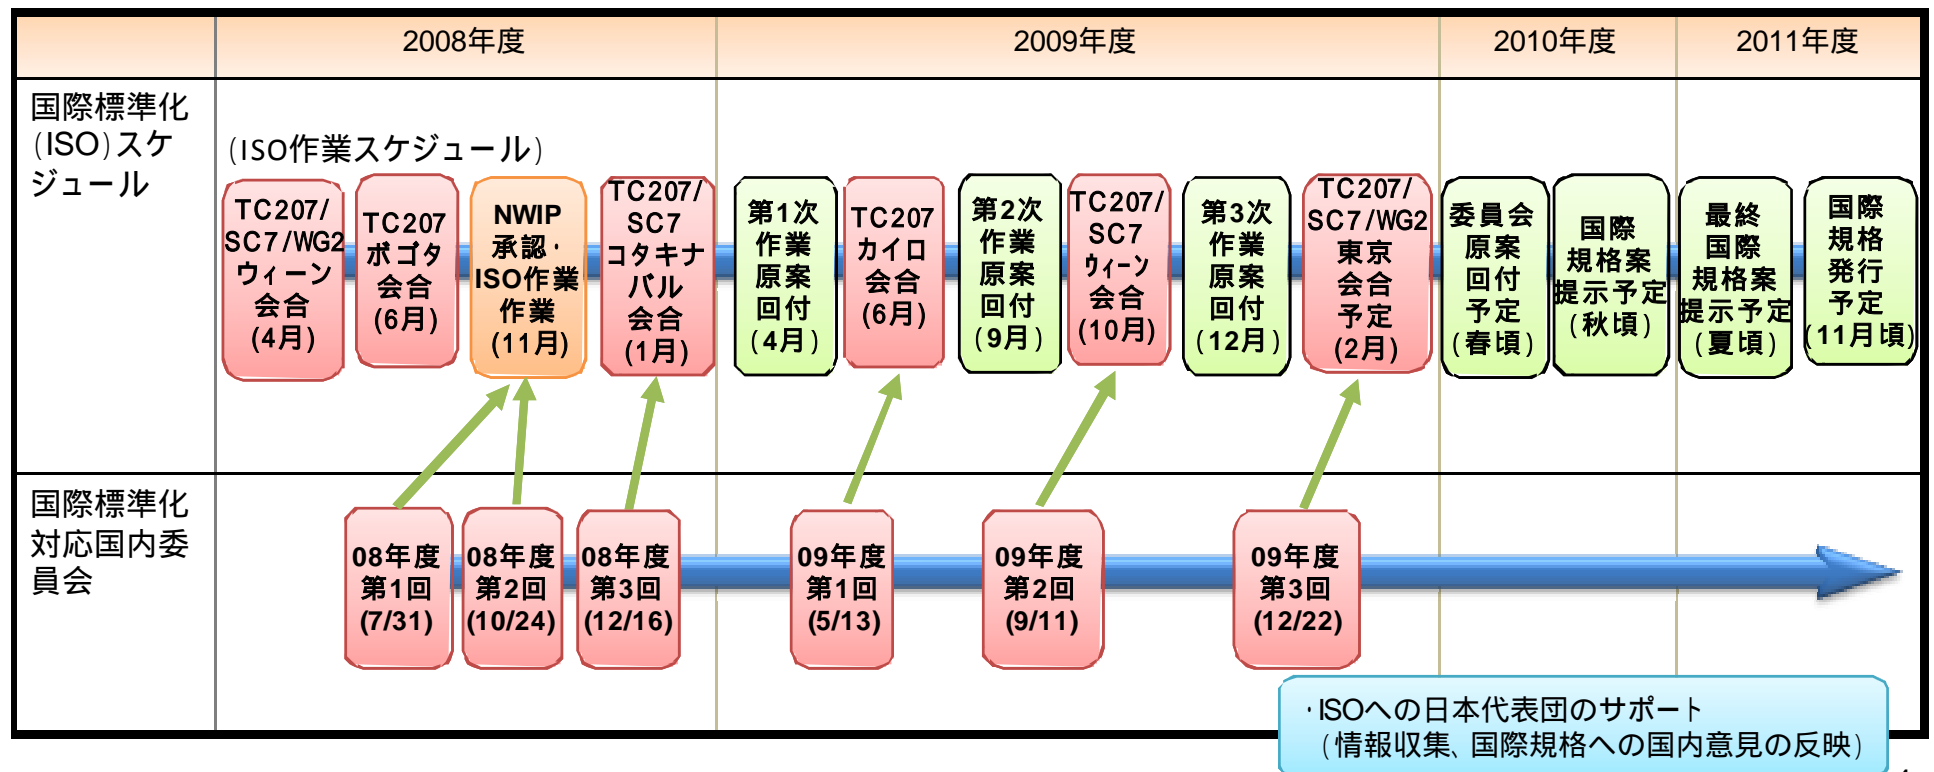 2008年度
2009年度
2010年度
2011年度
国際標準化
(ISO)スケ
ジュール
(ISO作業スケジュール)
TC207/
SC7/WG2
ウィーン
会合
(4月)
TC207
ボゴタ
会合
(6月)
NWIP
承認・
ISO作業
作業
(11月)
TC207/
SC7
コタキナ
バル
会合
(1月)
第1次
作業
原案
回付
(4月)
TC207
カイロ
会合
(6月)
第2次
作業
原案
回付
(9月)
TC207/
SC7
ウィーン
会合
(10月)
第3次
作業
原案
回付
(12月)
TC207/
SC7/WG2
東京
会合
予定
(2月)
委員会
原案
回付
予定
(春頃)
国際
規格案
提示予定
(秋頃)
最終
国際
規格案
提示予定
(夏頃)
国際
規格
発行
予定
(11月頃)
国際標準化
対応国内委
員会
08年度
第1回
(7/31)
08年度
第2回
(10/24)
08年度
第3回
(12/16)
09年度
第1回
(5/13)
09年度
第2回
(9/11)
09年度
第3回
(12/22)
・ISOへの日本代表団のサポート
(情報収集、国際規格への国内意見の反映)